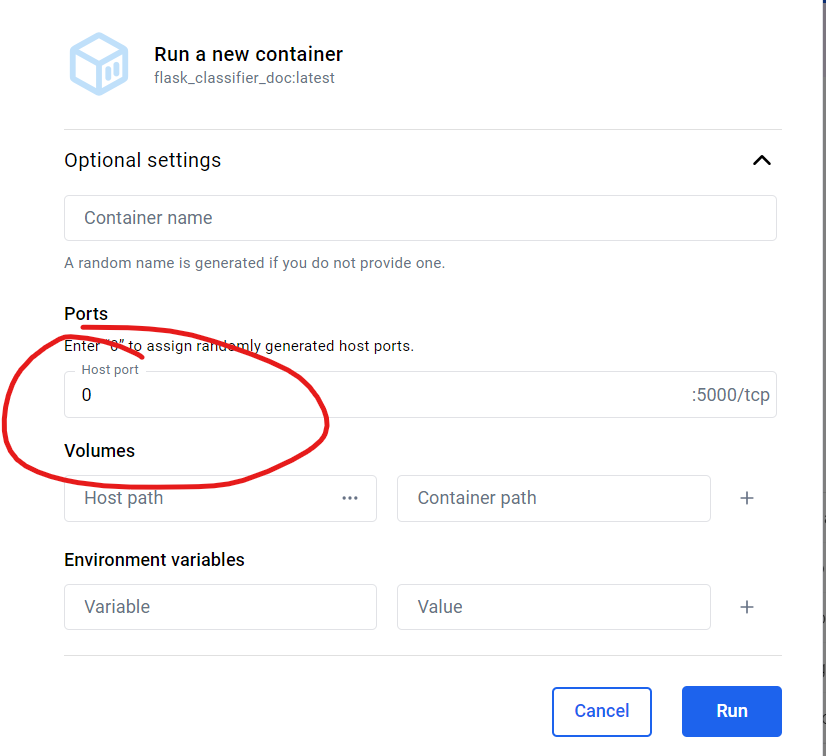 Run a new container
flask_classifier_doc:latest
Optional settings
Container name
A random name is generated if you do not provide one.
Ports
Enter “0” to assign randomly generated host ports.
Host port
0 :5000/tcp
Volumes
Host path ••• Container path +
Environment variables
Variable Value +
Cancel Run